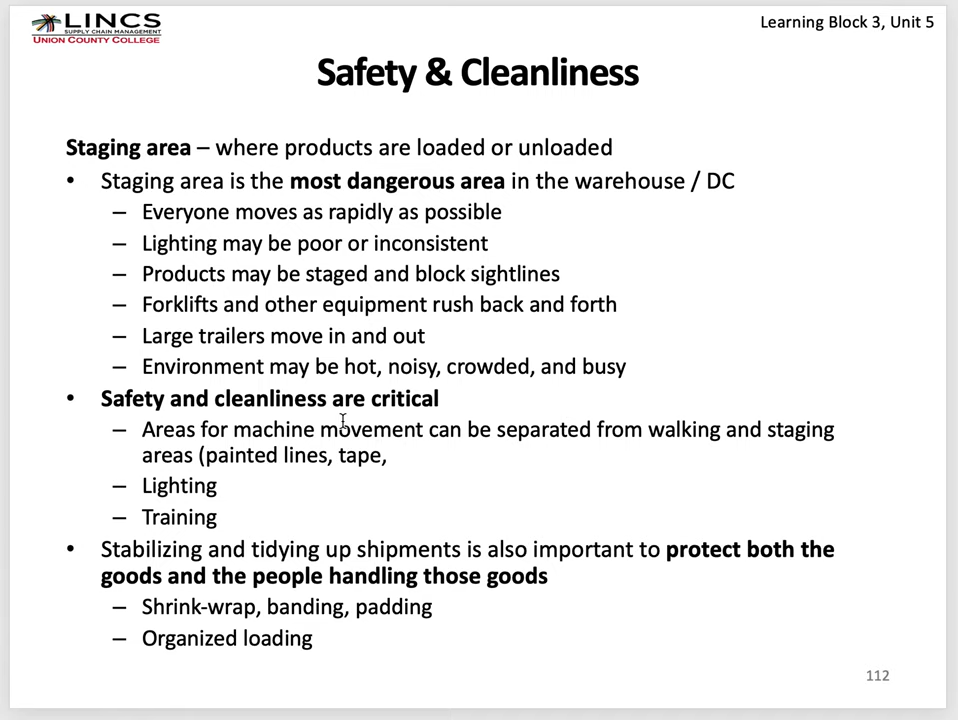 LINCS
SUPPLY CHAIN MANAGEMENT
UNION COUNTY COLLEGE
Learning Block 3, Unit 5
Safety & Cleanliness
Staging area – where products are loaded or unloaded
• Staging area is the most dangerous area in the warehouse / DC
– Everyone moves as rapidly as possible
– Lighting may be poor or inconsistent
– Products may be staged and block sightlines
– Forklifts and other equipment rush back and forth
– Large trailers move in and out
– Environment may be hot, noisy, crowded, and busy
• Safety and cleanliness are critical
– Areas for machine movement can be separated from walking and staging
areas (painted lines, tape,
– Lighting
– Training
• Stabilizing and tidying up shipments is also important to protect both the
goods and the people handling those goods
– Shrink-wrap, banding, padding
– Organized loading
112